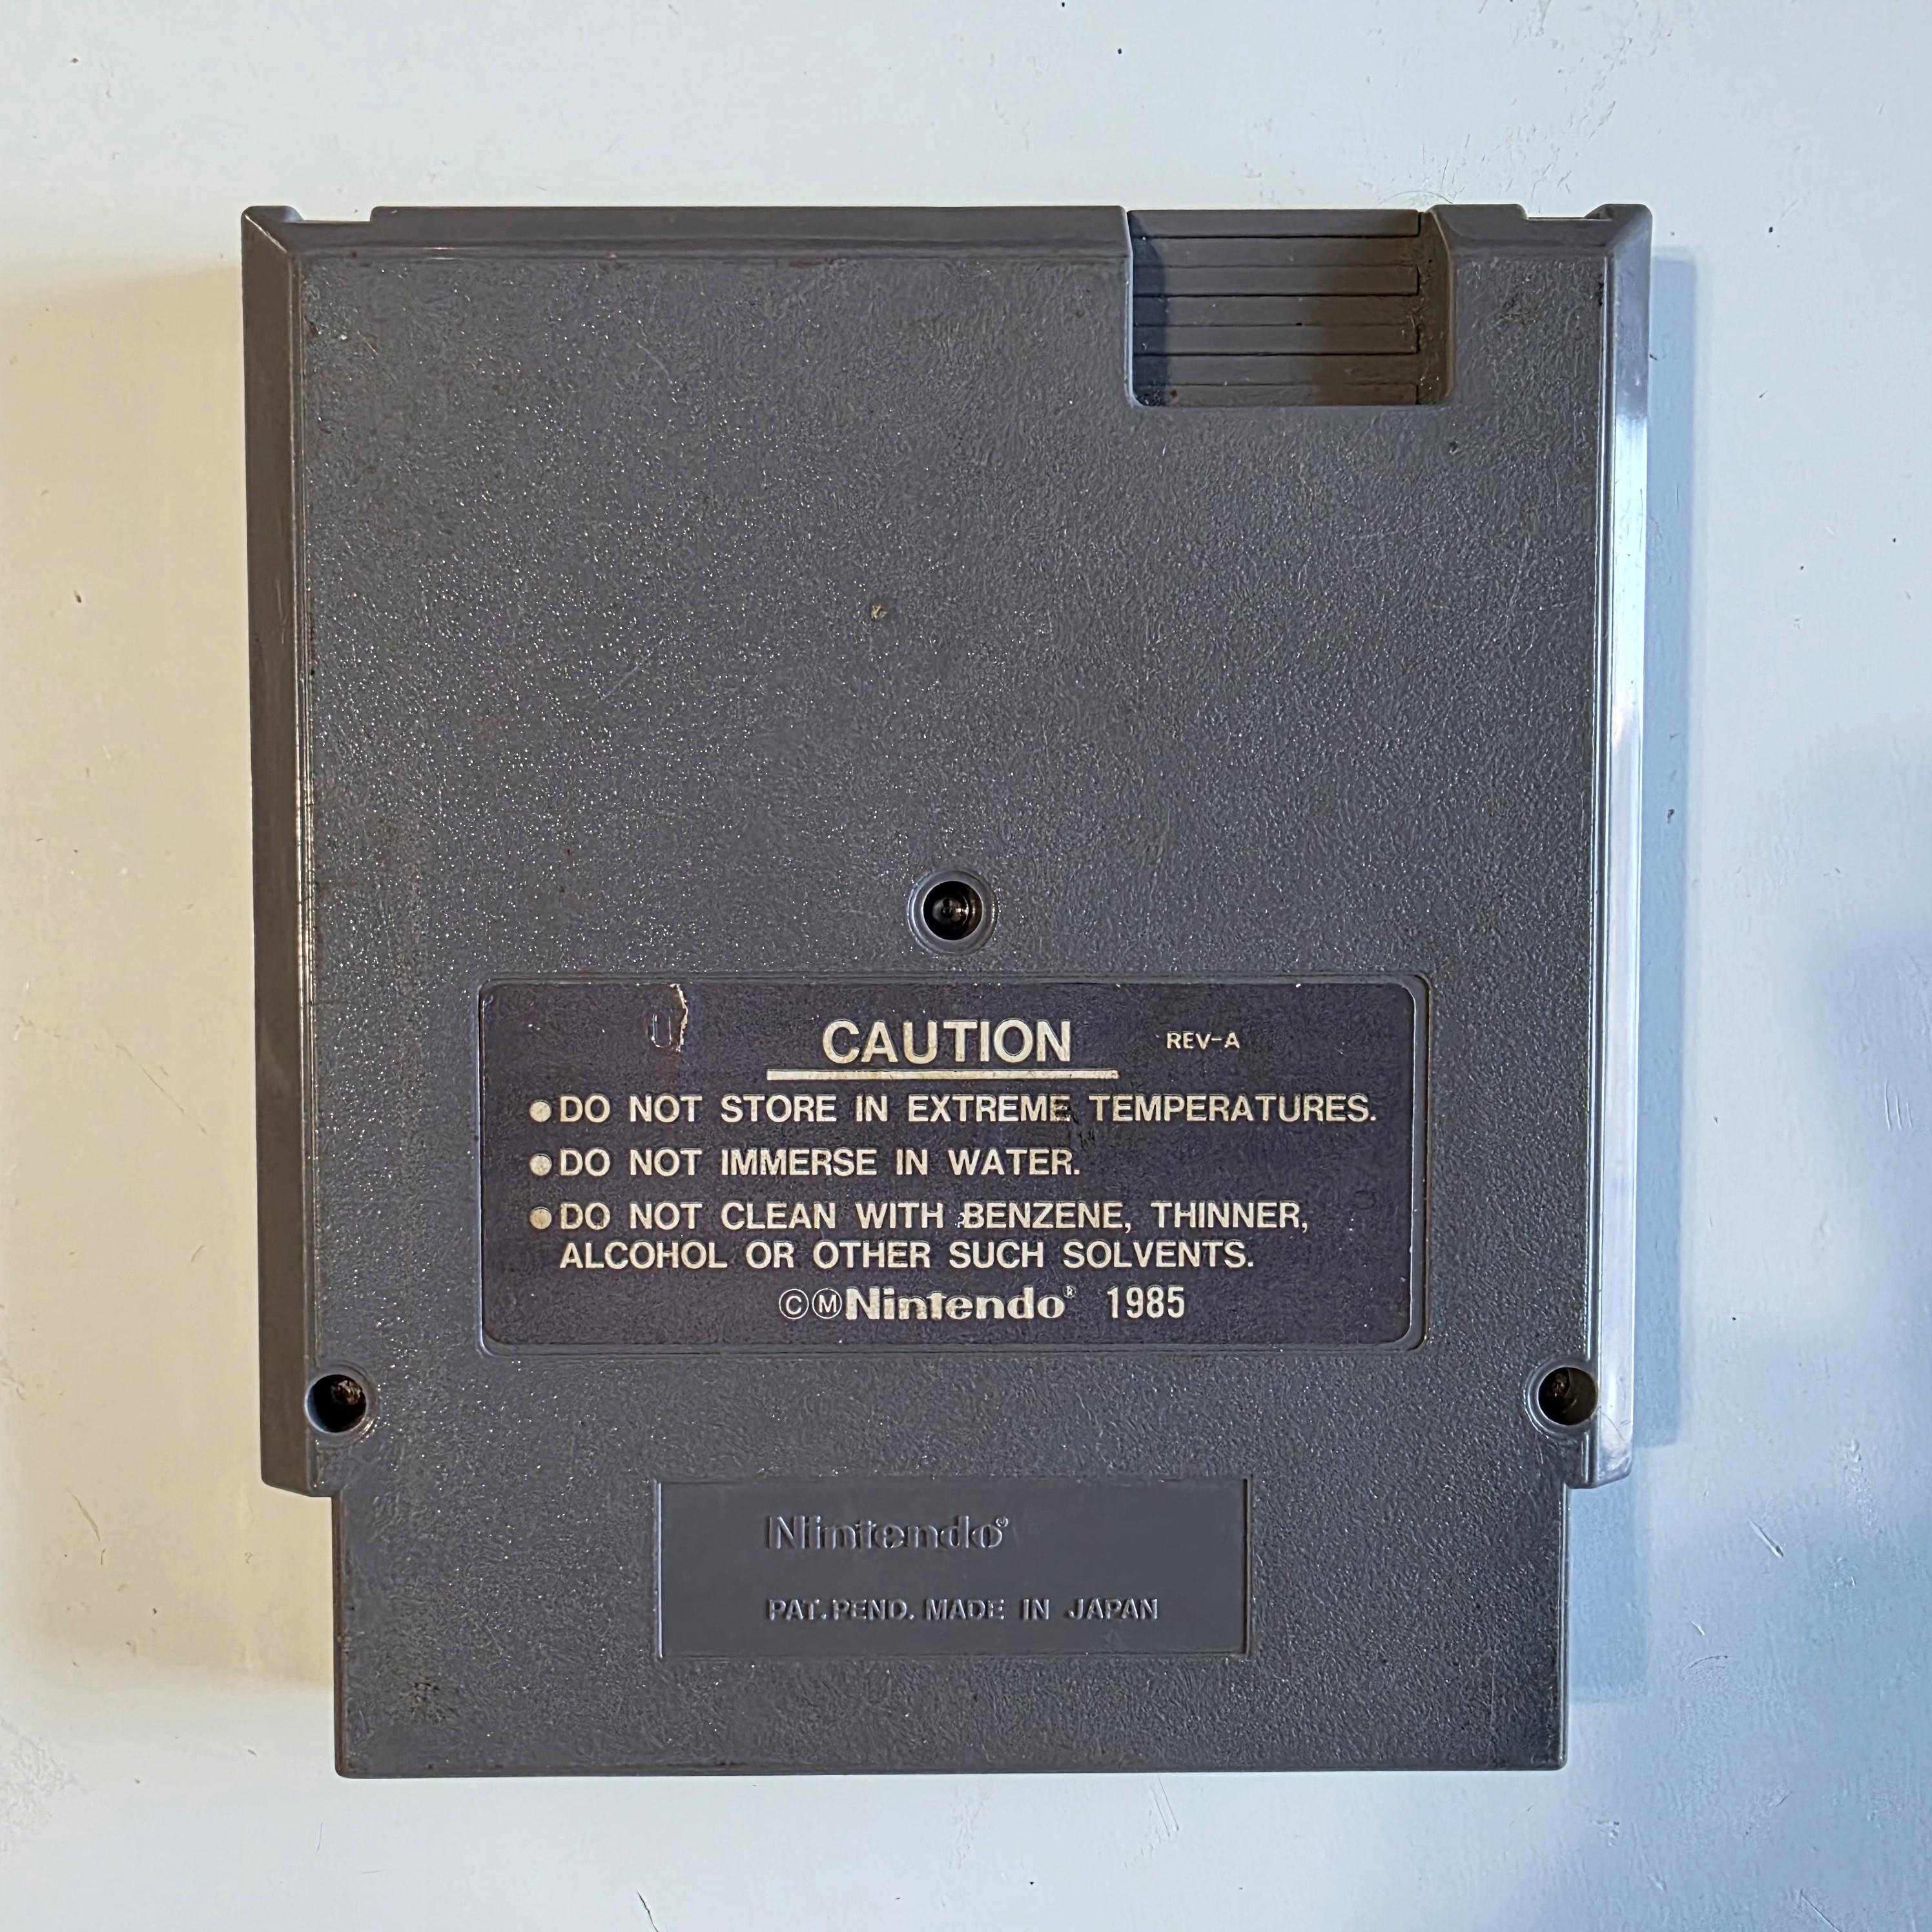 CAUTION REV-A
●DO NOT STORE IN EXTREME TEMPERATURES.
●DO NOT IMMERSE IN WATER.
●DO NOT CLEAN WITH BENZENE, THINNER,
ALCOHOL OR OTHER SUCH SOLVENTS.
©ⓂNintendo® 1985
Nintendo®
PAT.PEND. MADE IN JAPAN